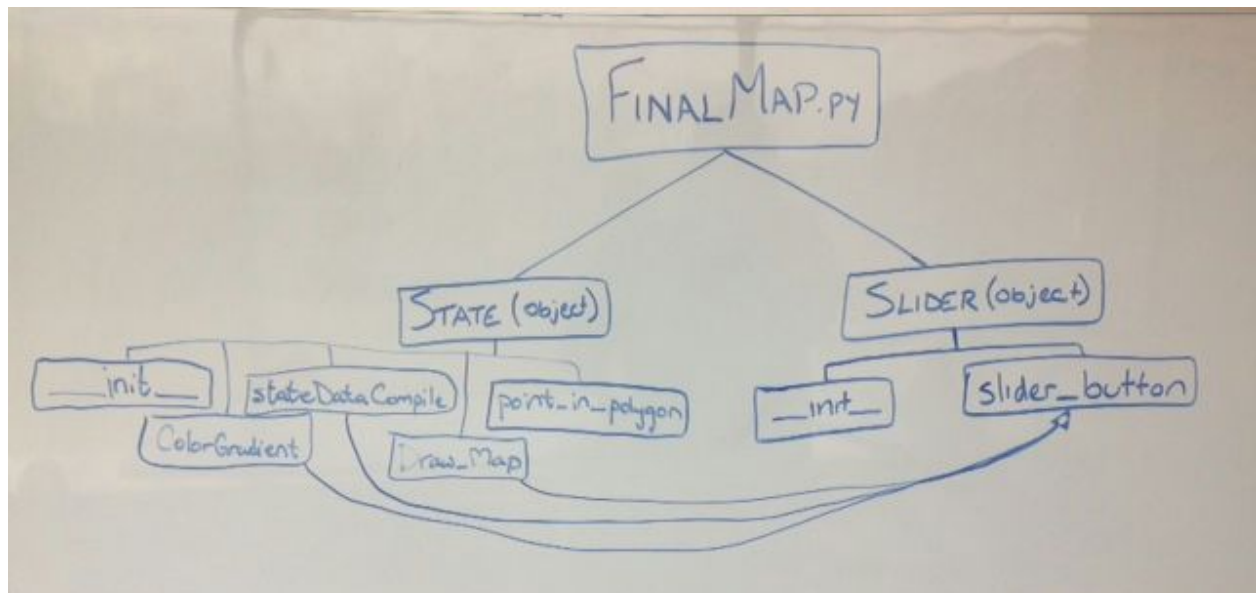 FINALMAP.PY
STATE (object)
SLIDER (object)
__init__
stateDataCompile
point_in_polygon
__init__
slider_button
ColorGradient
Draw_Map